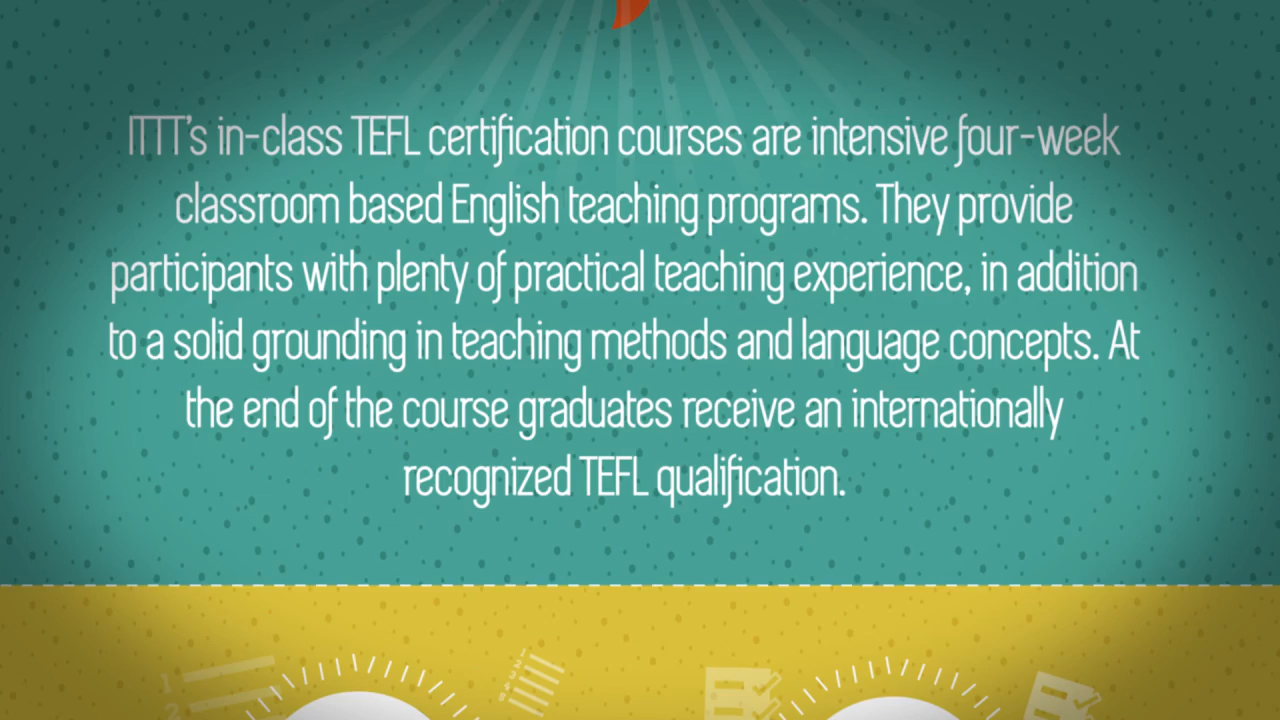 ITTT's in-class TEFL certification courses are intensive four-week
classroom based English teaching programs. They provide
participants with plenty of practical teaching experience, in addition
to a solid grounding in teaching methods and language concepts. At
the end of the course graduates receive an internationally
recognized TEFL qualification.